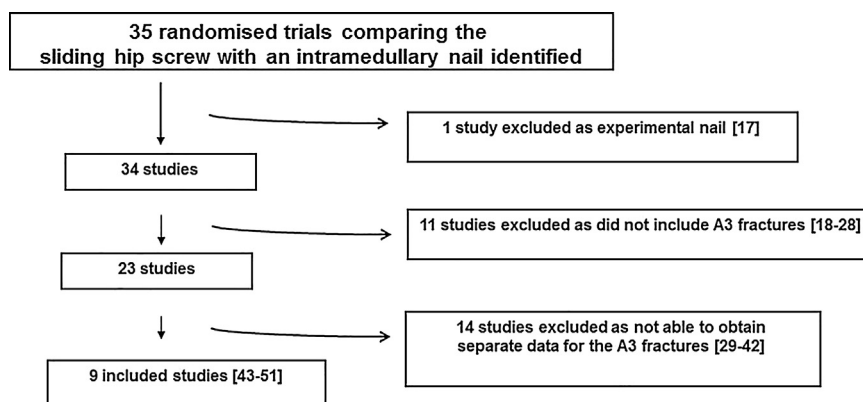 35 randomised trials comparing the
sliding hip screw with an intramedullary nail identified
1 study excluded as experimental nail [17]
34 studies
11 studies excluded as did not include A3 fractures [18-28]
23 studies
14 studies excluded as not able to obtain
separate data for the A3 fractures [29-42]
9 included studies [43-51]